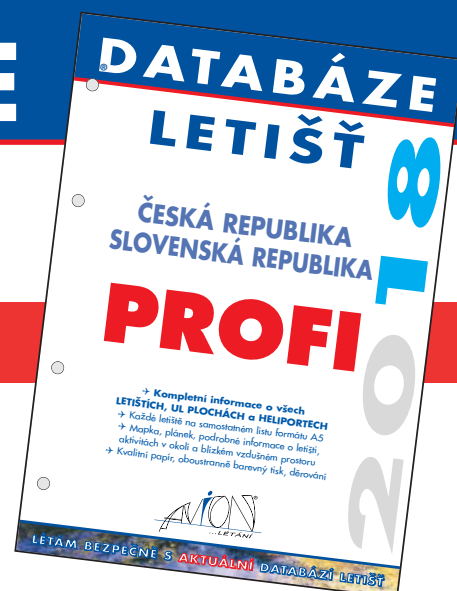 E
®DATABÁZE
LETIŠŤ
ČESKÁ REPUBLIKA
SLOVENSKÁ REPUBLIKA
PROFI
2018
✈ Kompletní informace o všech
LETIŠTÍCH, UL PLOCHÁCH a HELIPORTECH
✈ Každé letiště na samostatném listu formátu A5
✈ Mapka, plánek, podrobné informace o letišti,
aktivitách v okolí a blízkém vzdušném prostoru
✈ Kvalitní papír, oboustranně barevný tisk, děrování
AViON®
...LÉTÁNÍ
LETÁM BEZPEČNĚ S AKTUÁLNÍ DATABÁZÍ LETIŠŤ